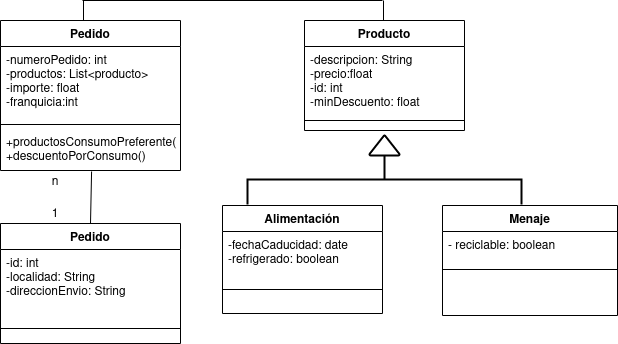 Pedido
-numeroPedido: int
-productos: List<producto>
-importe: float
-franquicia:int
+productosConsumoPreferente(
+descuentoPorConsumo()
Producto
-descripcion: String
-precio:float
-id: int
-minDescuento: float
n
1
Pedido
-id: int
-localidad: String
-direccionEnvio: String
Alimentación
-fechaCaducidad: date
-refrigerado: boolean
Menaje
- reciclable: boolean